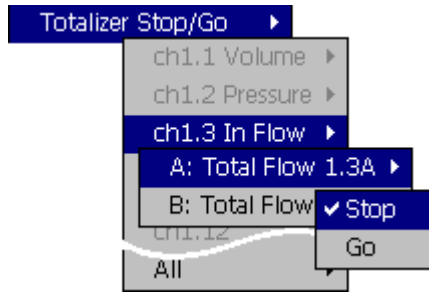 Totalizer Stop/Go
ch1.1 Volume
ch1.2 Pressure
ch1.3 In Flow
A: Total Flow 1.3A
B: Total Flow
Stop
ch1.12
Go
All